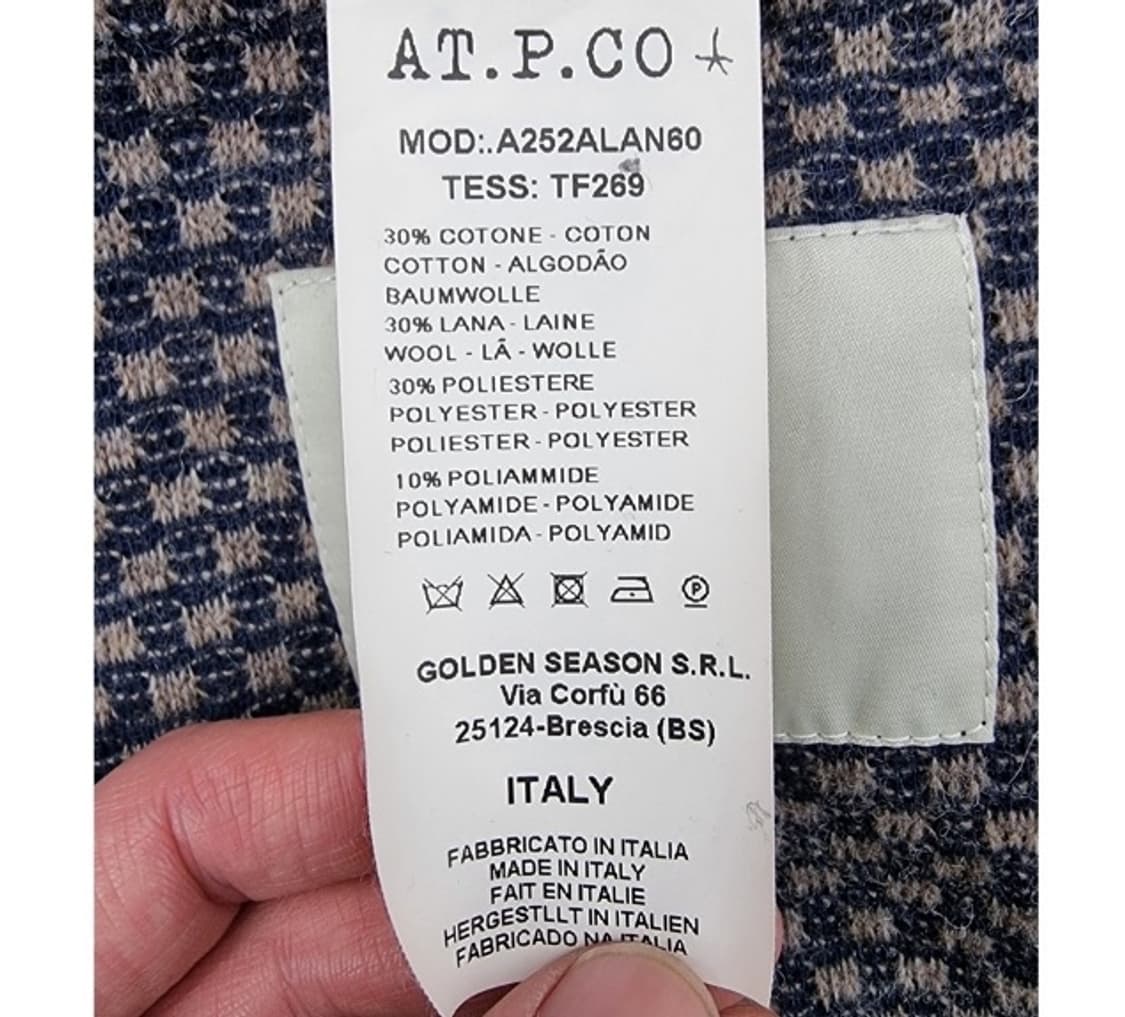 AT.P.CO
MOD:.A252ALAN60
TESS: TF269
30% COTONE - COTON
COTTON - ALGODÃO
BAUMWOLLE
30% LANA - LAINE
WOOL - LÃ - WOLLE
30% POLIESTERE
POLYESTER - POLYESTER
POLIESTER - POLYESTER
10% POLIAMMIDE
POLYAMIDE - POLYAMIDE
POLIAMIDA - POLYAMID
P
GOLDEN SEASON S.R.L.
Via Corfù 66
25124-Brescia (BS)
ITALY
FABBRICATO IN ITALIA
MADE IN ITALY
FAIT EN ITALIE
HERGESTLLT IN ITALIEN
FABRICADO NA ITALIA